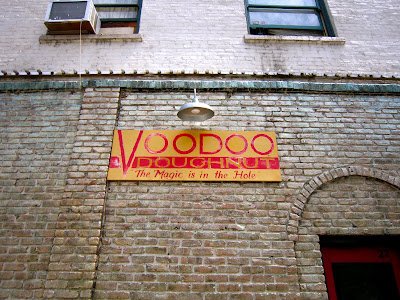 VOODOO
DOUGHNUT
The Magic is in the Hole